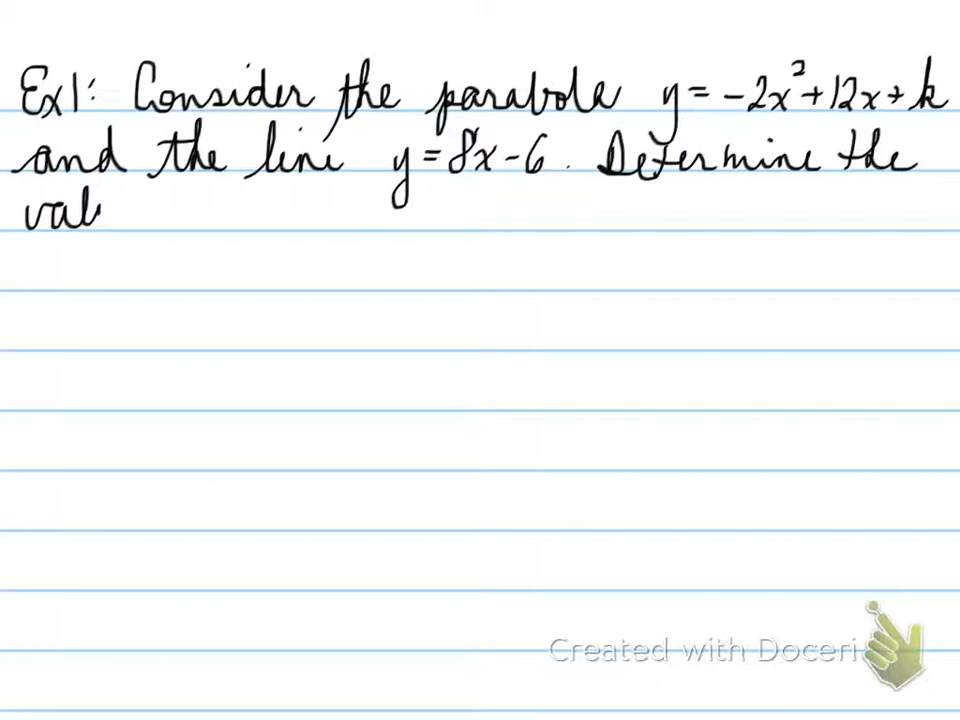 Ex1: Consider the parabola y = -2x² + 12x + k
and the line y = 8x - 6. Determine the
val
Created with Doceri